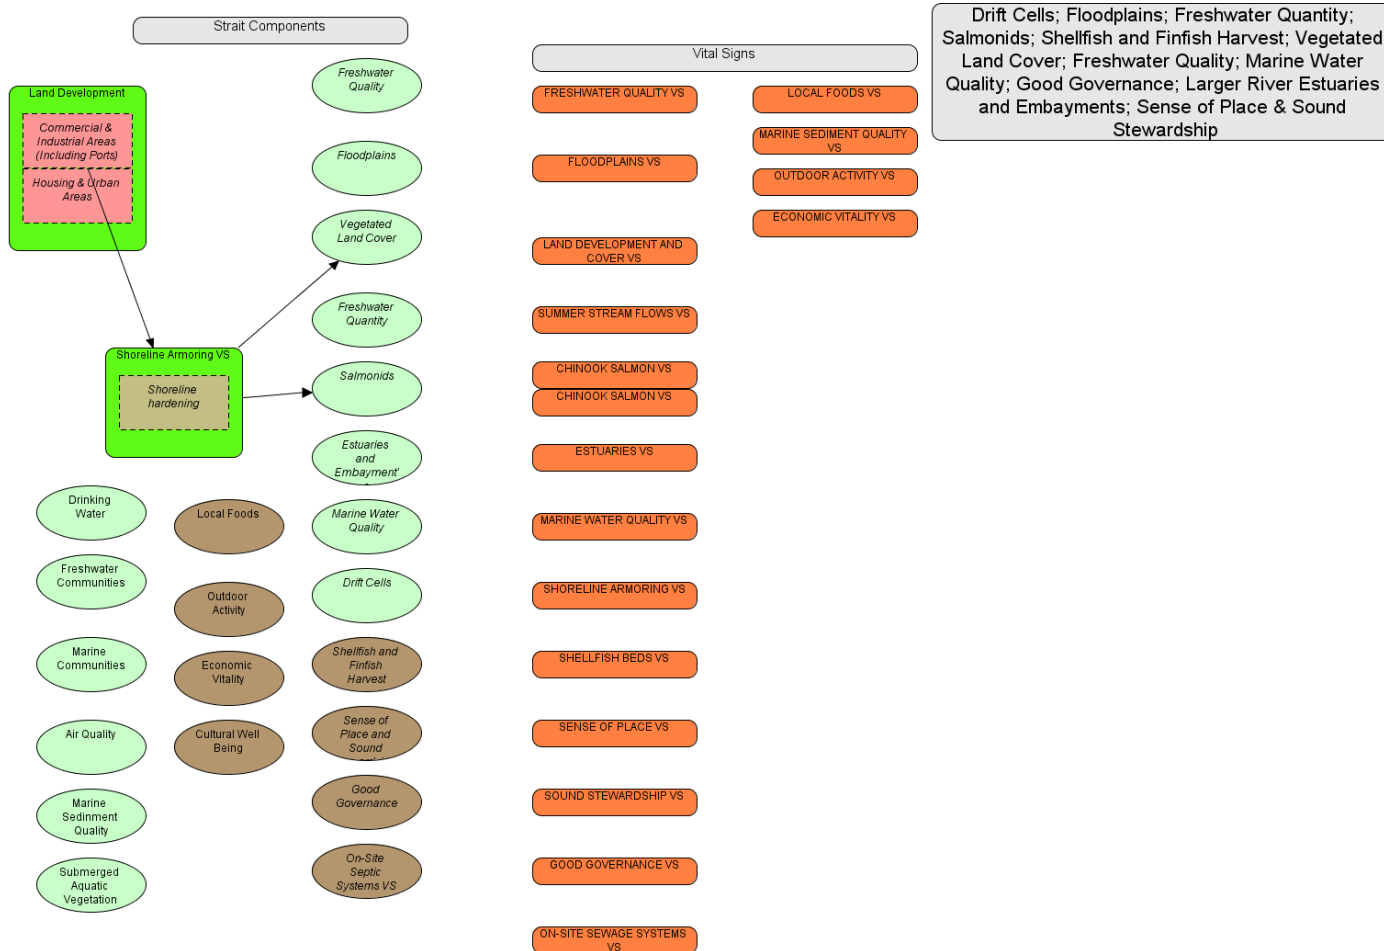 Strait Components
Freshwater
Quality
Land Development
Commercial &
Industrial Areas
(Including Ports)
Housing & Urban
Areas
Floodplains
Vegetated
Land Cover
Freshwater
Quantity
Shoreline Armoring VS
Shoreline
hardening
Salmonids
Estuaries
and
Embayment'
Drinking
Water
Local Foods
Marine Water
Quality
Freshwater
Communities
Outdoor
Activity
Drift Cells
Marine
Communities
Economic
Vitality
Shellfish and
Finfish
Harvest
Air Quality
Cultural Well
Being
Sense of
Place and
Sound
Marine
Sedinment
Quality
Good
Governance
Submerged
Aquatic
Vegetation
On-Site
Septic
Systems VS
Vital Signs
FRESHWATER QUALITY VS
FLOODPLAINS VS
LAND DEVELOPMENT AND
COVER VS
SUMMER STREAM FLOWS VS
CHINOOK SALMON VS
CHINOOK SALMON VS
ESTUARIES VS
MARINE WATER QUALITY VS
SHORELINE ARMORING VS
SHELLFISH BEDS VS
SENSE OF PLACE VS
SOUND STEWARDSHIP VS
GOOD GOVERNANCE VS
ON-SITE SEWAGE SYSTEMS
VS
LOCAL FOODS VS
MARINE SEDIMENT QUALITY
VS
OUTDOOR ACTIVITY VS
ECONOMIC VITALITY VS
Drift Cells; Floodplains; Freshwater Quantity;
Salmonids; Shellfish and Finfish Harvest; Vegetated
Land Cover; Freshwater Quality; Marine Water
Quality; Good Governance; Larger River Estuaries
and Embayments; Sense of Place & Sound
Stewardship